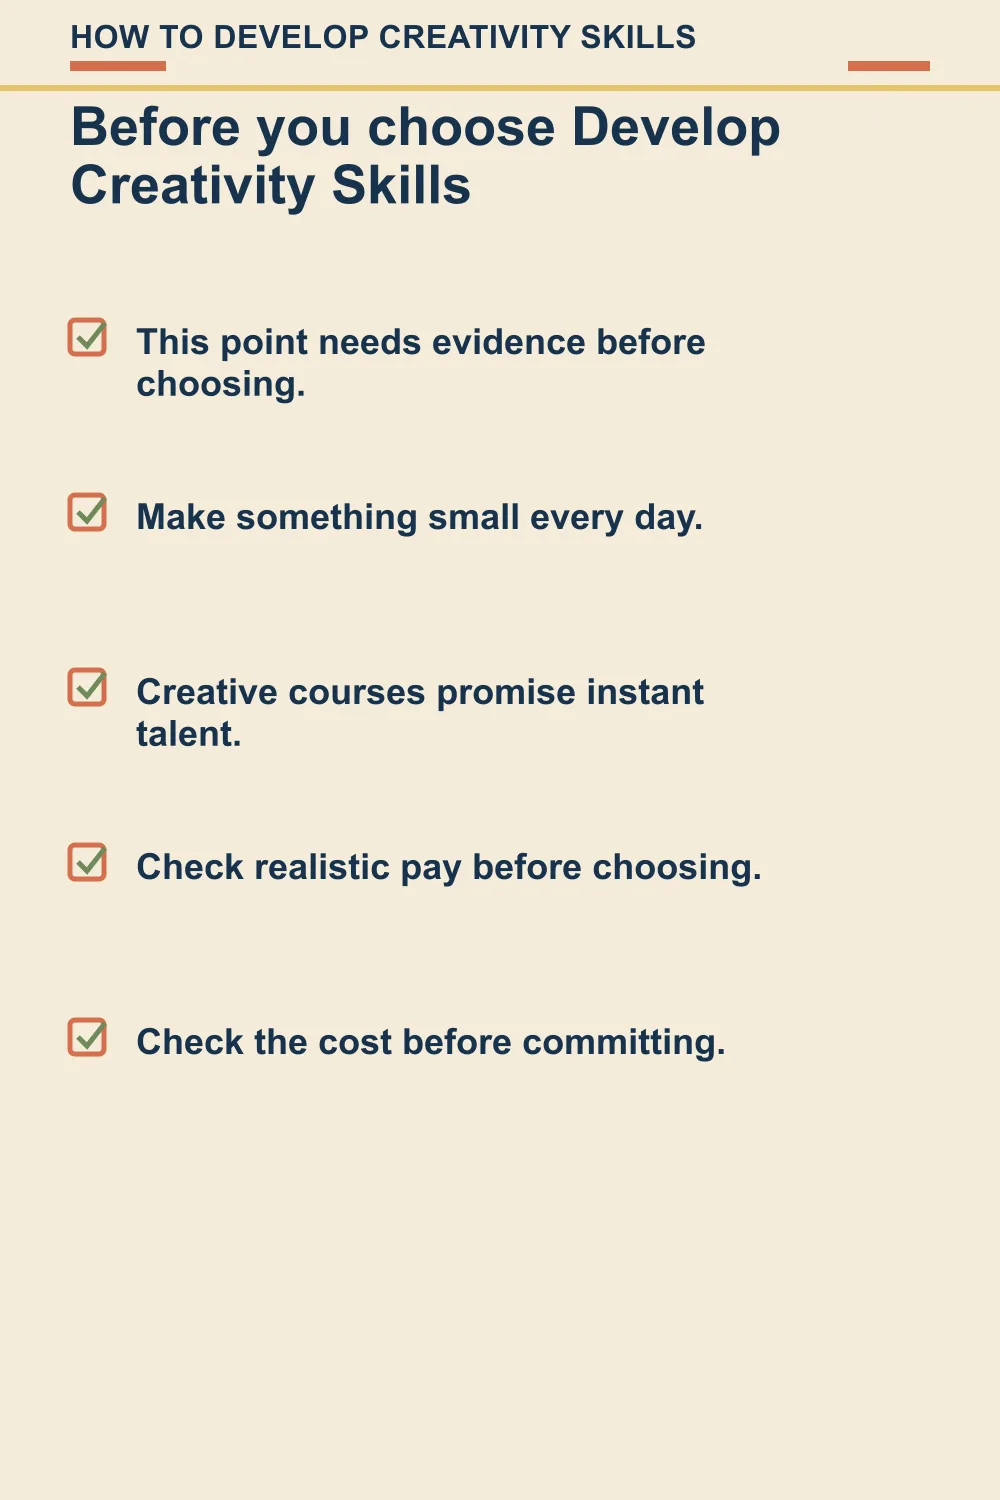 HOW TO DEVELOP CREATIVITY SKILLS
Before you choose Develop
Creativity Skills
This point needs evidence before
choosing.
Make something small every day.
Creative courses promise instant
talent.
Check realistic pay before choosing.
Check the cost before committing.